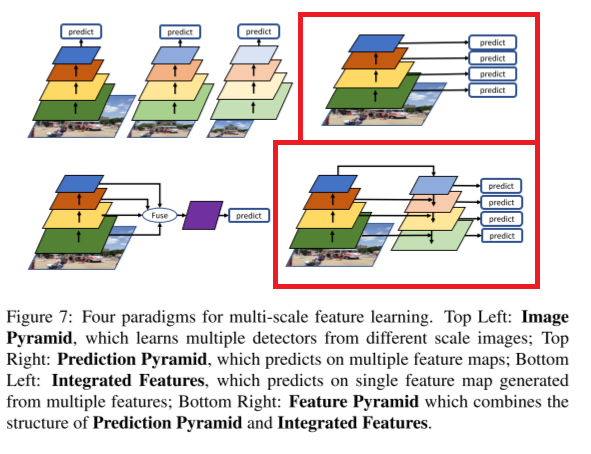 predict
predict
predict
predict
predict
predict
predict
Fuse
predict
predict
predict
predict
predict
Figure 7: Four paradigms for multi-scale feature learning. Top Left: Image
Pyramid, which learns multiple detectors from different scale images; Top
Right: Prediction Pyramid, which predicts on multiple feature maps; Bottom
Left: Integrated Features, which predicts on single feature map generated
from multiple features; Bottom Right: Feature Pyramid which combines the
structure of Prediction Pyramid and Integrated Features.